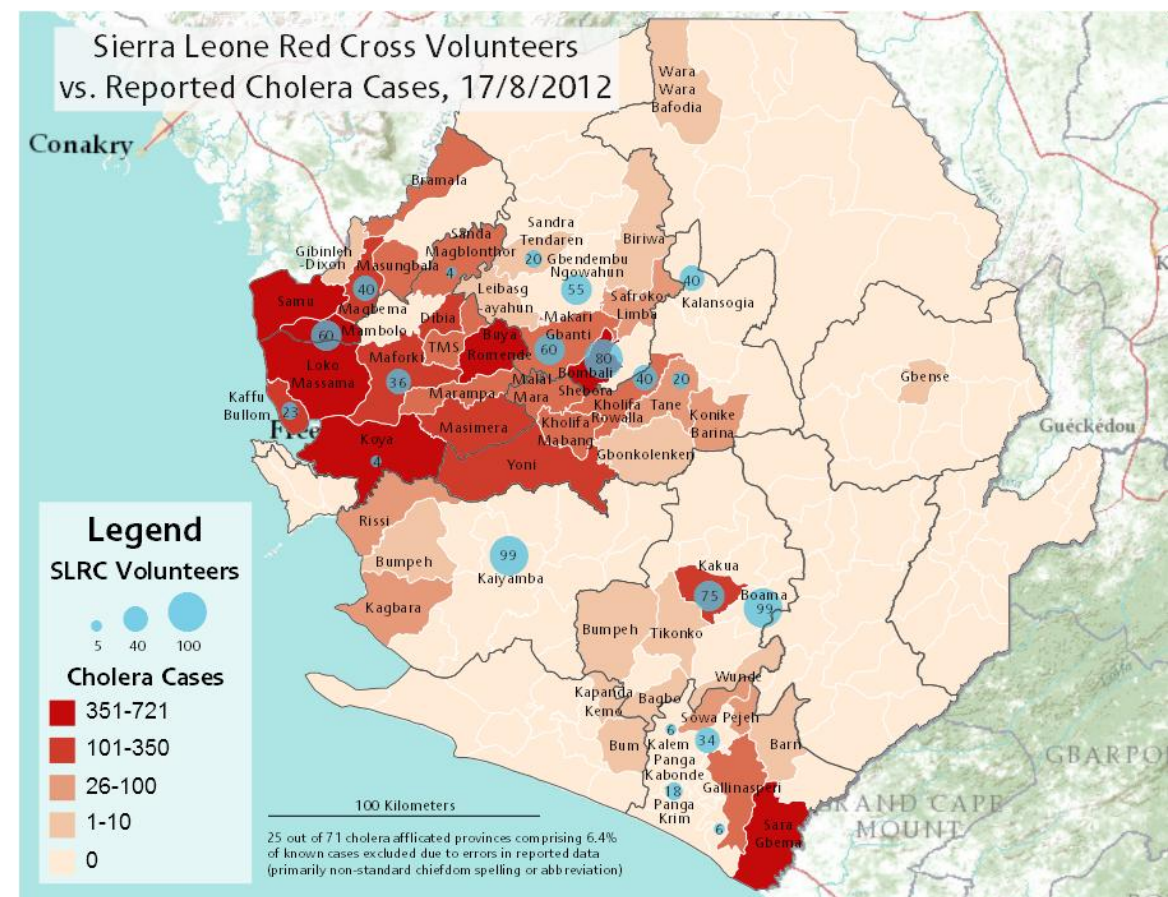 Sierra Leone Red Cross Volunteers
vs. Reported Cholera Cases, 17/8/2012
Conakry
Wara
Wara
Bafodia
Bramala
Sanda
Magblonthor
4
Sandra
Tendaren
20
Biriwa
Gibinleh
-Dixon
Masungbala
Gbendembu
Ngowahun
55
40
Kalansogia
Samu
40
Magbema
Leibasg
-ayahun
Safroko
Limba
60
Mambolo
Dibia
Makari
Gbanti
60
Buya
Romende
TMS
80
Bombali
Shebora
Loko
Massama
Maforki
36
Malal
Mara
40
20
Gbense
Kaffu
Bullom
23
Marampa
Kholifa
Rowalla
Tane
Konike
Barina
Guéckédou
Free
Koya
4
Masimera
Kholifa
Mabang
Yoni
Gbonkolenken
Rissi
Bumpeh
99
Kaiyamba
Kagbara
Kakua
75
Boama
99
Bumpeh
Tikonko
Wunde
Kapanda
Kemo
Bagbo
Sowa
Pejeh
Bum
6
Kalem
34
Barri
Panga
Kabonde
18
Panga
Krim
Gallinasperi
6
Sara
Gbema
GBARPO
GRAND CAPE
MOUNT
Legend
SLRC Volunteers
5
40
100
Cholera Cases
351-721
101-350
26-100
1-10
0
100 Kilometers
25 out of 71 cholera afflicated provinces comprising 6.4%
of known cases excluded due to errors in reported data
(primarily non-standard chiefdom spelling or abbreviation)